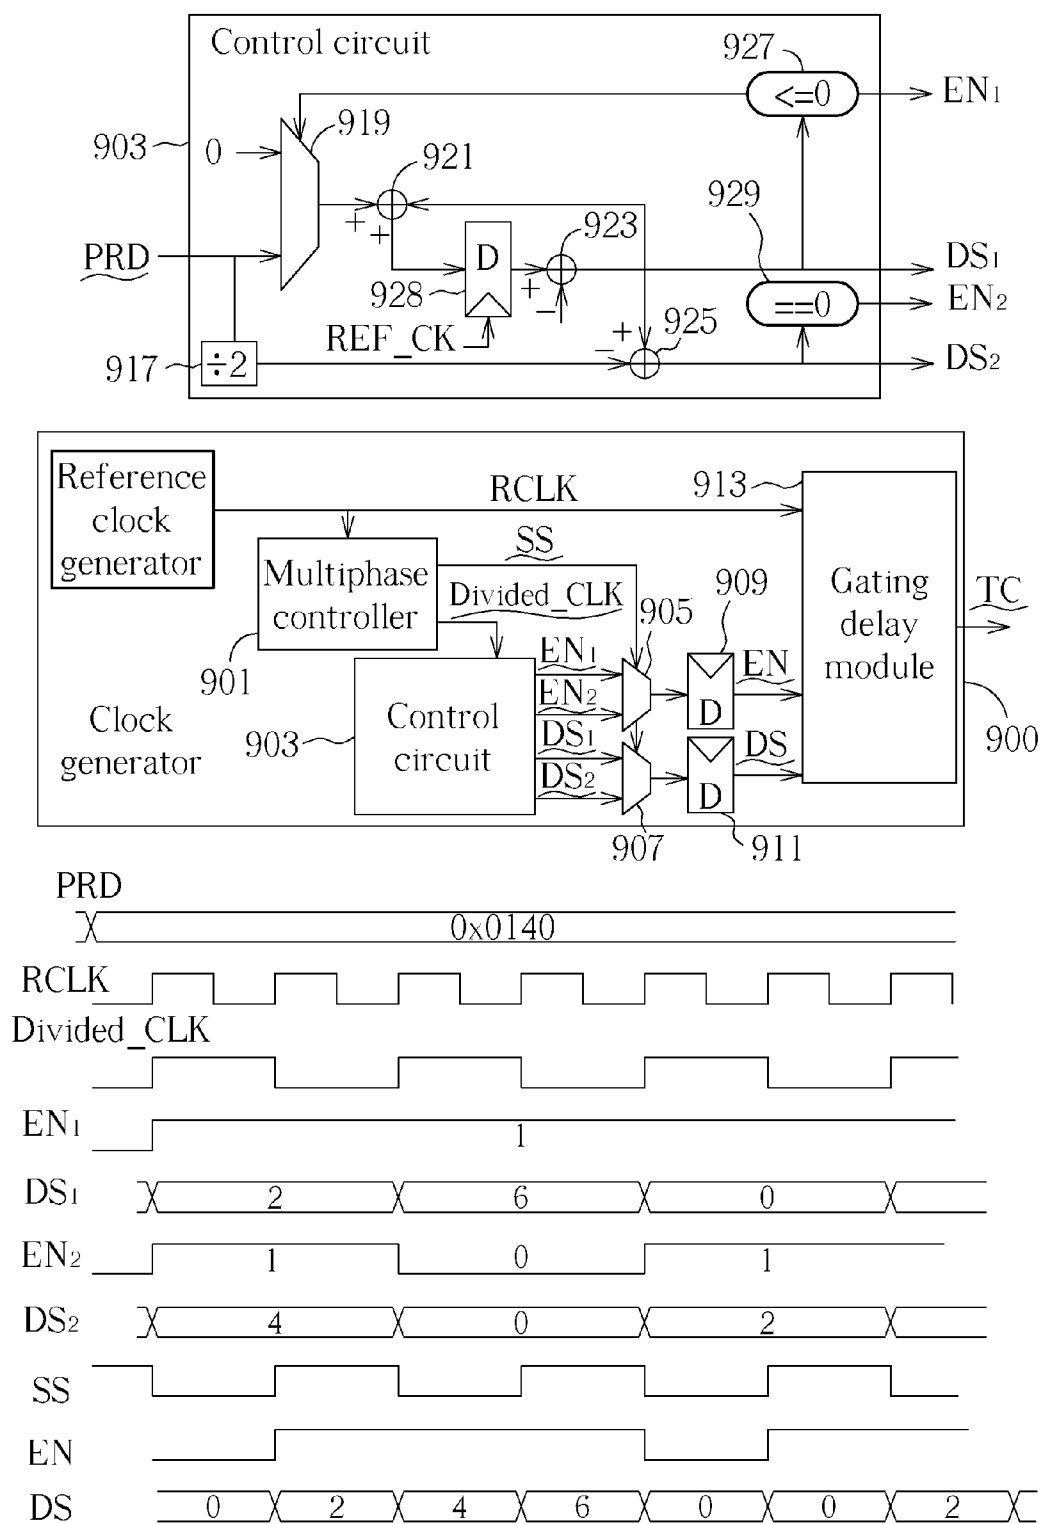 Control circuit
927
<=0
EN1
903
0
919
921
929
923
PRD
D
DS1
928
==0
EN2
REF_CK
925
917
÷2
DS2
+
+
+
−
+
−
Reference
clock
generator
RCLK
913
SS
Multiphase
controller
Divided_CLK
909
905
Gating
delay
module
TC
901
EN1
EN2
DS1
DS2
EN
D
Clock
generator
903
Control
circuit
DS
D
900
907
911
PRD
0x0140
RCLK
Divided_CLK
EN1
1
DS1
2 6 0
EN2
1 0 1
DS2
4 0 2
SS
EN
DS
0 2 4 6 0 0 2